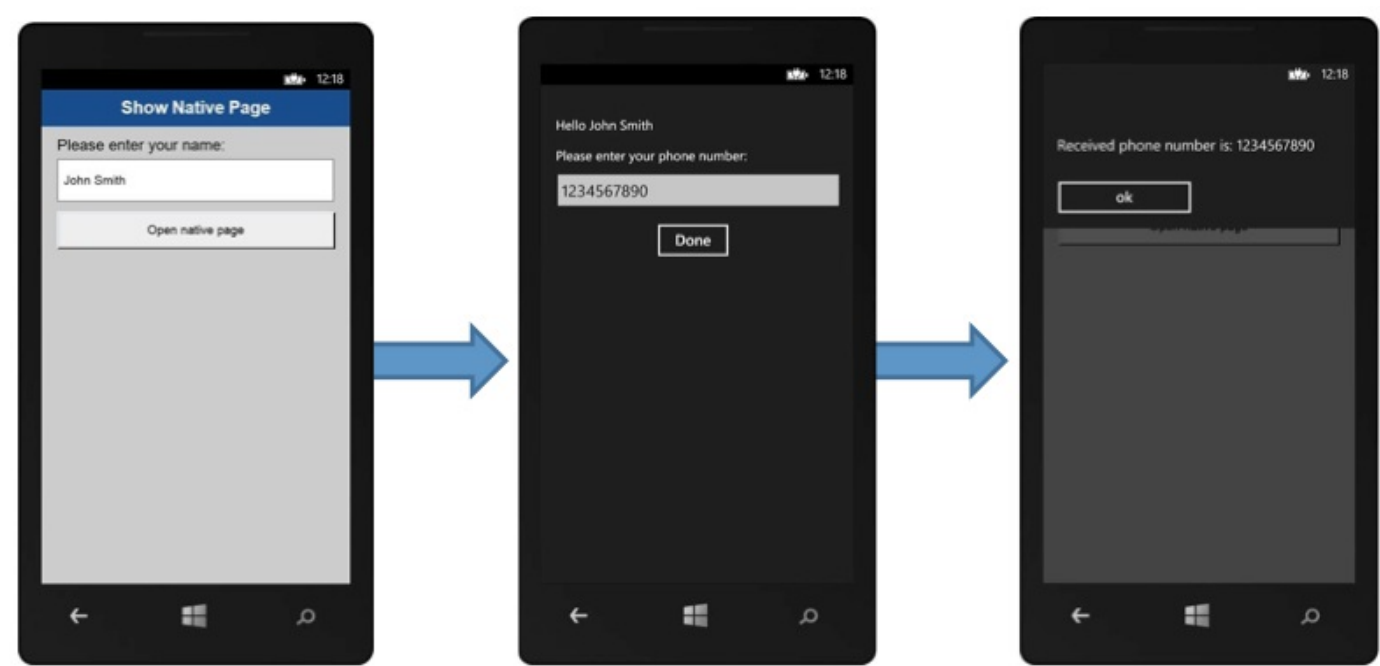 12:18
Show Native Page
Please enter your name:
John Smith
Open native page
12:18
Hello John Smith
Please enter your phone number:
1234567890
Done
12:18
Received phone number is: 1234567890
ok